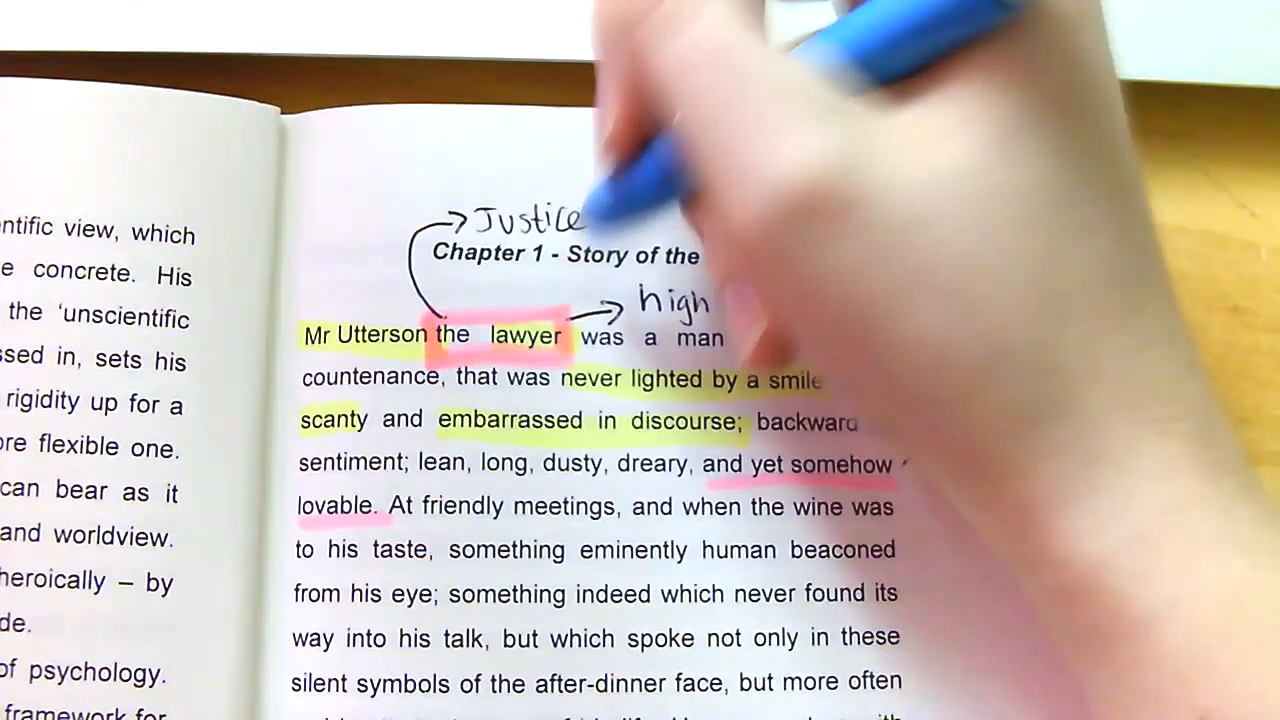 ntific view, which
e concrete. His
the 'unscientific
ssed in, sets his
rigidity up for a
ore flexible one.
can bear as it
and worldview.
heroically – by
de.
of psychology.
framework for
Justice
Chapter 1 - Story of the
high
Mr Utterson the lawyer was a man
countenance, that was never lighted by a smile
scanty and embarrassed in discourse; backward
sentiment; lean, long, dusty, dreary, and yet somehow
lovable. At friendly meetings, and when the wine was
to his taste, something eminently human beaconed
from his eye; something indeed which never found its
way into his talk, but which spoke not only in these
silent symbols of the after-dinner face, but more often